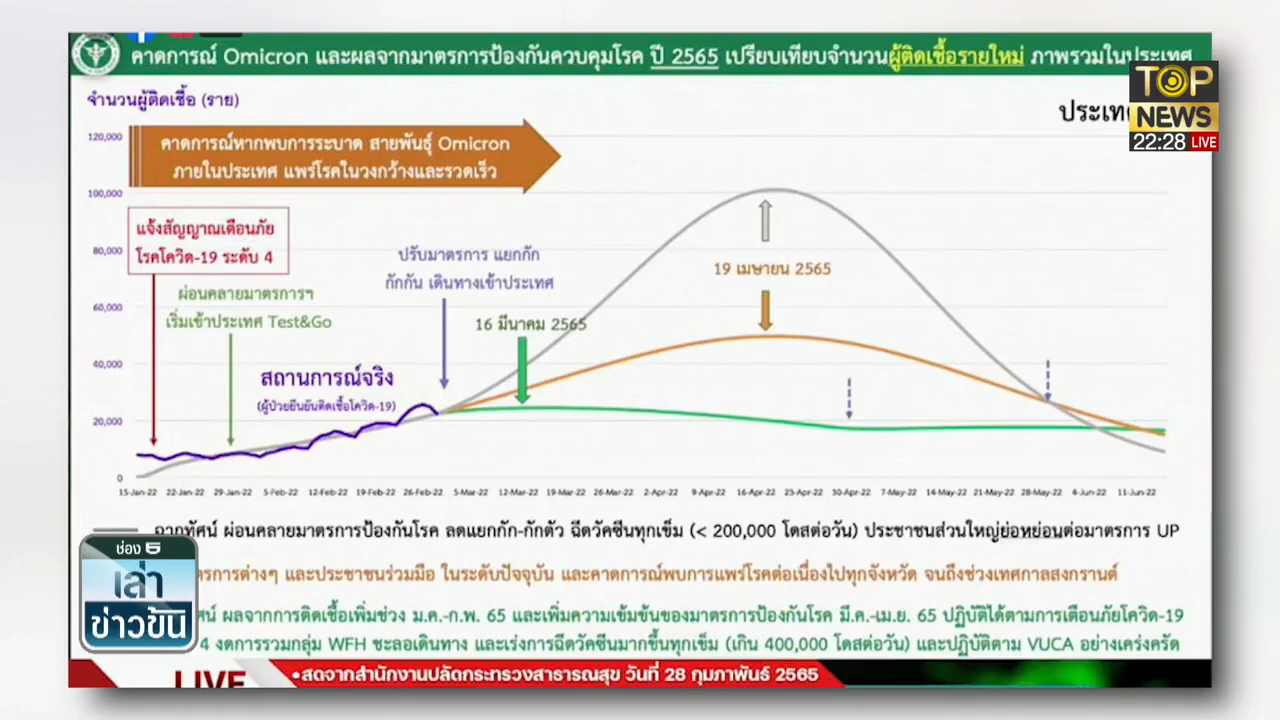 คาดการณ์ Omicron และผลจากมาตรการป้องกันควบคุมโรค ปี 2565 เปรียบเทียบจำนวนผู้ติดเชื้อรายใหม่ ภาพรวมในประเทศ
TOP
NEWS
22:28 LIVE
จำนวนผู้ติดเชื้อ (ราย)
120,000
100,000
80,000
60,000
40,000
20,000
0
คาดการณ์หากพบการระบาด สายพันธุ์ Omicron
ภายในประเทศ แพร่โรคในวงกว้างและรวดเร็ว
แจ้งสัญญาณเตือนภัย
โรคโควิด-19 ระดับ 4
ผ่อนคลายมาตรการฯ
เริ่มเข้าประเทศ Test&Go
ปรับมาตรการ แยกกัก
กักกัน เดินทางเข้าประเทศ
19 เมษายน 2565
16 มีนาคม 2565
สถานการณ์จริง
(ผู้ป่วยยืนยันติดเชื้อโควิด-19)
15-Jan-22 22-Jan-22 29-Jan-22 5-Feb-22 12-Feb-22 19-Feb-22 26-Feb-22 5-Mar-22 12-Mar-22 19-Mar-22 26-Mar-22 2-Apr-22 9-Apr-22 16-Apr-22 23-Apr-22 30-Apr-22 7-May-22 14-May-22 21-May-22 28-May-22 4-Jun-22 11-Jun-22
ฉากทัศน์ ผ่อนคลายมาตรการป้องกันโรค ลดแยกกัก-กักตัว ฉีดวัคซีนทุกเข็ม (< 200,000 โดสต่อวัน) ประชาชนส่วนใหญ่ย่อหย่อนต่อมาตรการ UP
และประชาชนร่วมมือ ในระดับปัจจุบัน และคาดการณ์พบการแพร่โรคต่อเนื่องไปทุกจังหวัด จนถึงช่วงเทศกาลสงกรานต์
ผลจากการติดเชื้อเพิ่มช่วง ม.ค.-ก.พ. 65 และเพิ่มความเข้มข้นของมาตรการป้องกันโรค มี.ค.-เม.ย. 65 ปฏิบัติได้ตามการเตือนภัยโควิด-19
4 งดการรวมกลุ่ม WFH ชะลอเดินทาง และเร่งการฉีดวัคซีนมากขึ้นทุกเข็ม (เกิน 400,000 โดสต่อวัน) และปฏิบัติตาม VUCA อย่างเคร่งครัด
ช่อง 5
เล่า
ข่าวข้น
LIVE
•สดจากสำนักงานปลัดกระทรวงสาธารณสุข วันที่ 28 กุมภาพันธ์ 2565